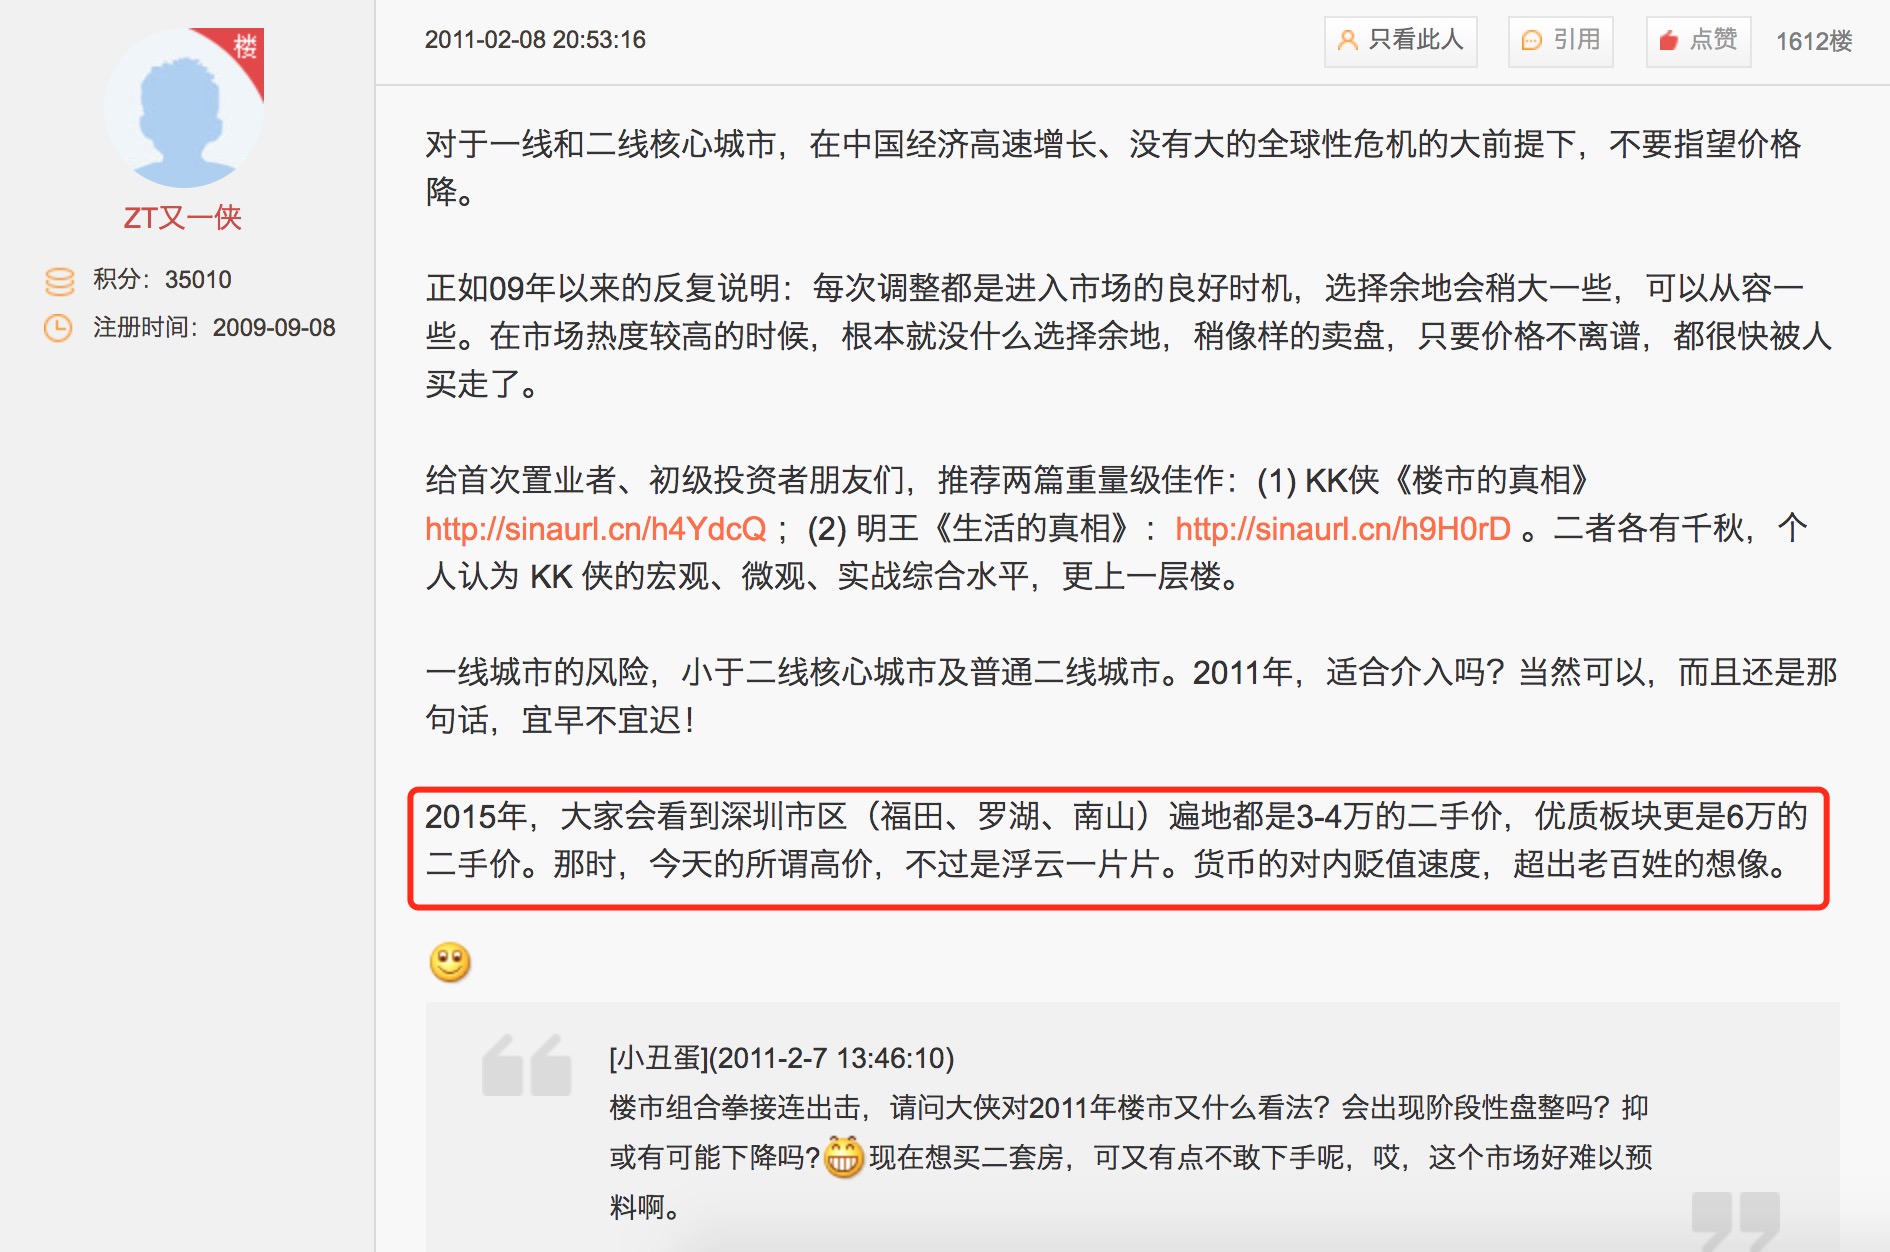 楼
ZT又一侠
积分：35010
注册时间：2009-09-08
2011-02-08 20:53:16
只看此人
引用
点赞
1612楼
对于一线和二线核心城市，在中国经济高速增长、没有大的全球性危机的大前提下，不要指望价格
降。
正如09年以来的反复说明：每次调整都是进入市场的良好时机，选择余地会稍大一些，可以从容一
些。在市场热度较高的时候，根本就没什么选择余地，稍像样的卖盘，只要价格不离谱，都很快被人
买走了。
给首次置业者、初级投资者朋友们，推荐两篇重量级佳作：(1) KK侠《楼市的真相》
http://sinaurl.cn/h4YdcQ ；(2) 明王《生活的真相》：http://sinaurl.cn/h9H0rD 。二者各有千秋，个
人认为 KK 侠的宏观、微观、实战综合水平，更上一层楼。
一线城市的风险，小于二线核心城市及普通二线城市。2011年，适合介入吗？当然可以，而且还是那
句话，宜早不宜迟！
2015年，大家会看到深圳市区（福田、罗湖、南山）遍地都是3-4万的二手价，优质板块更是6万的
二手价。那时，今天的所谓高价，不过是浮云一片片。货币的对内贬值速度，超出老百姓的想像。
[小丑蛋](2011-2-7 13:46:10)
楼市组合拳接连出击，请问大侠对2011年楼市又什么看法？会出现阶段性盘整吗？抑
或有可能下降吗?现在想买二套房，可又有点不敢下手呢，哎，这个市场好难以预
料啊。